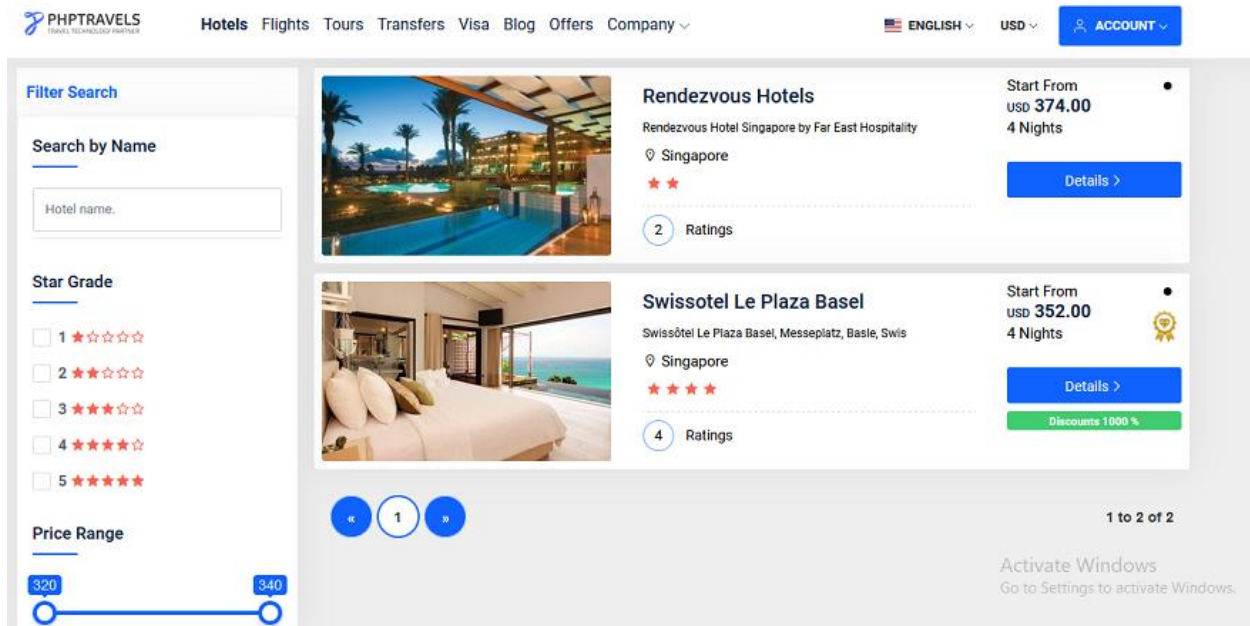 PHPTRAVELS
TRAVEL TECHNOLOGY PARTNER
Hotels Flights Tours Transfers Visa Blog Offers Company
ENGLISH USD ACCOUNT
Filter Search
Search by Name
Hotel name.
Star Grade
1
2
3
4
5
Price Range
320 340
Rendezvous Hotels
Rendezvous Hotel Singapore by Far East Hospitality
Singapore
2 Ratings
Start From
USD 374.00
4 Nights
Details >
Swissotel Le Plaza Basel
Swissôtel Le Plaza Basel, Messeplatz, Basle, Swis
Singapore
4 Ratings
Start From
USD 352.00
4 Nights
Details >
Discounts 1000 %
« 1 »
1 to 2 of 2
Activate Windows
Go to Settings to activate Windows.